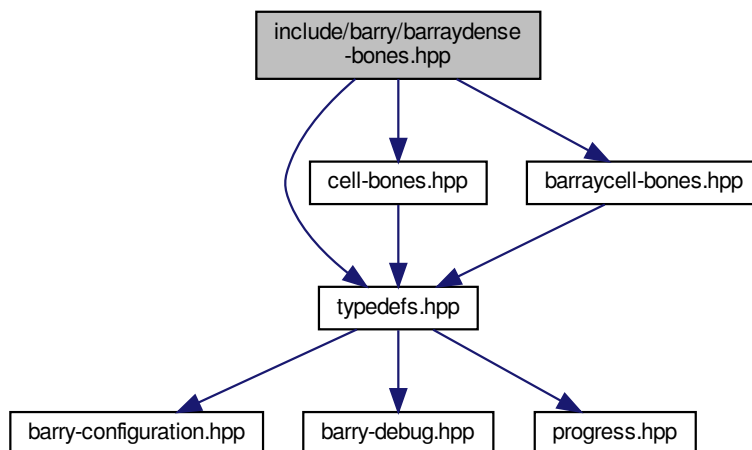 include/barry/barraydense
-bones.hpp
cell-bones.hpp
barraycell-bones.hpp
typedefs.hpp
barry-configuration.hpp
barry-debug.hpp
progress.hpp